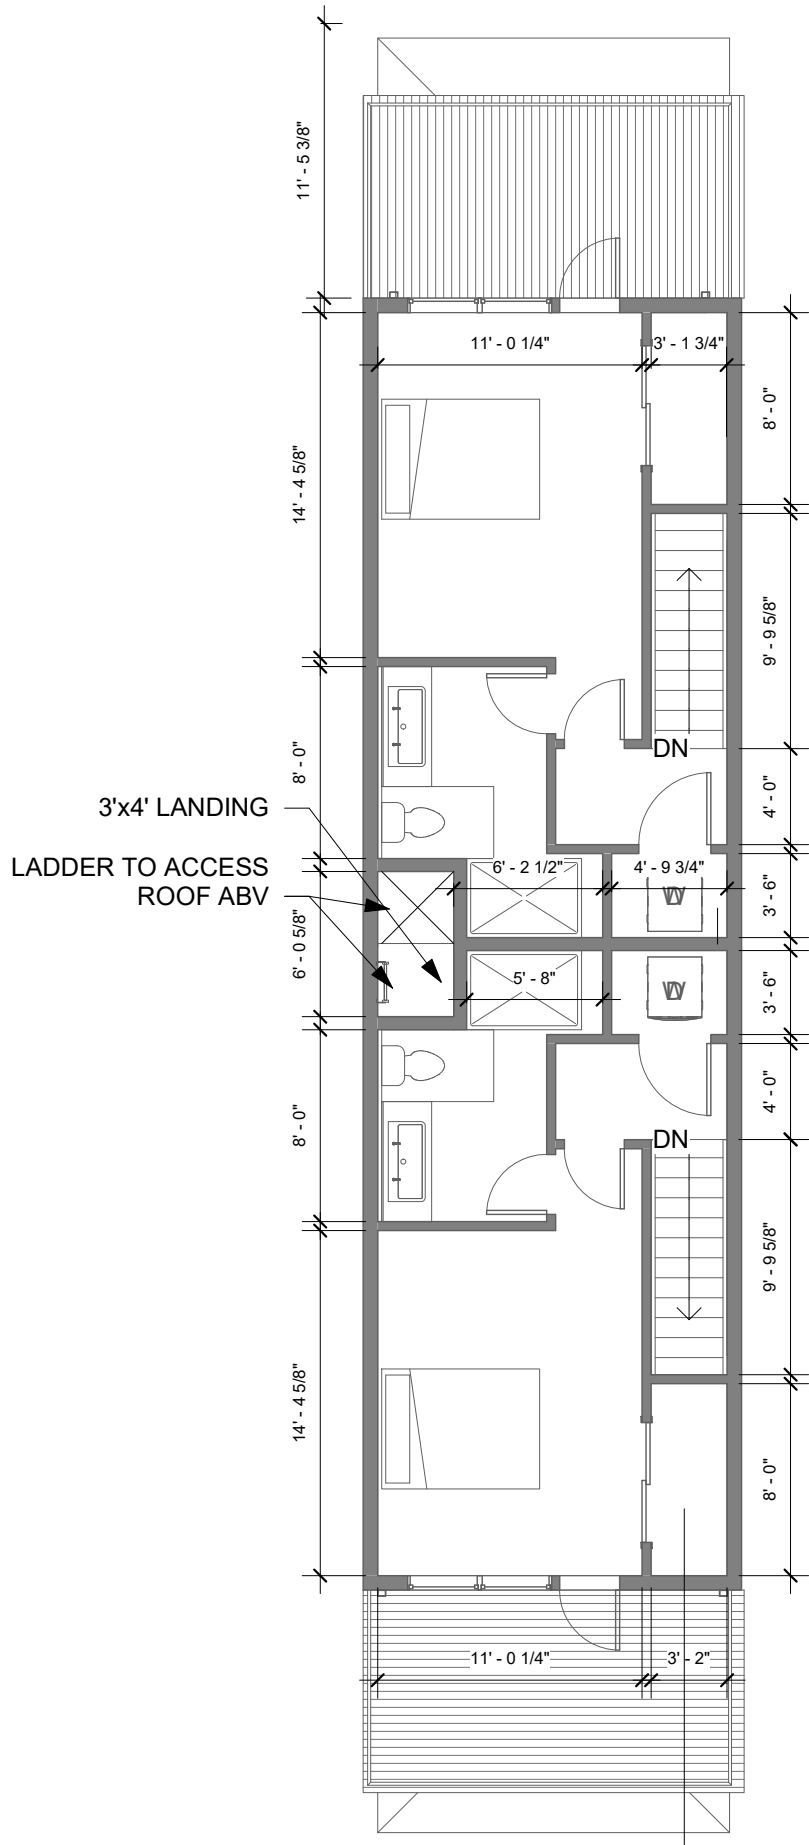 11' - 5 3/8"
11' - 0 1/4"
3' - 1 3/4"
8' - 0"
14' - 4 5/8"
9' - 9 5/8"
DN
8' - 0"
4' - 0"
3'x4' LANDING
LADDER TO ACCESS
ROOF ABV
6' - 2 1/2"
4' - 9 3/4"
3' - 6"
W
D
6' - 0 5/8"
5' - 8"
W
D
3' - 6"
4' - 0"
8' - 0"
DN
9' - 9 5/8"
14' - 4 5/8"
8' - 0"
11' - 0 1/4"
3' - 2"